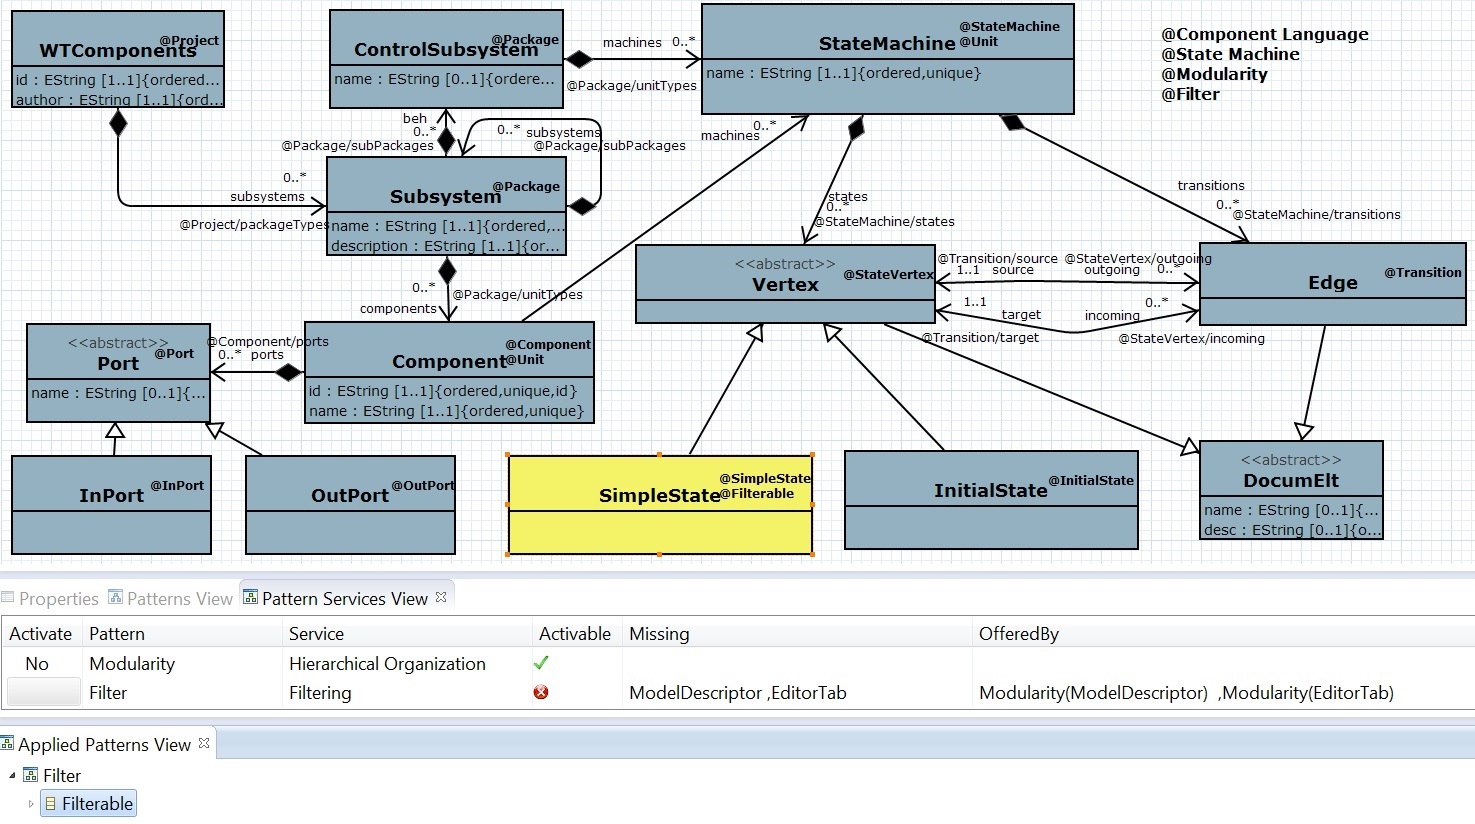 WTComponents
@Project
id : EString [1..1]{ordered...
author : EString [1..1]{ord...
ControlSubsystem
@Package
name : EString [0..1]{ordere...
machines 0..*
@Package/unitTypes
StateMachine
@StateMachine
@Unit
name : EString [1..1]{ordered,unique}
@Component Language
@State Machine
@Modularity
@Filter
beh
0..*
@Package/subPackages
0..* subsystems
@Package/subPackages
0..*
machines
0..*
subsystems
@Project/packageTypes
Subsystem
@Package
name : EString [1..1]{ordered,...
description : EString [1..1]{or...
states
0..*
@StateMachine/states
transitions
0..*
@StateMachine/transitions
<<abstract>>
Vertex
@StateVertex
@Transition/source @StateVertex/outgoing
1..1 source outgoing 0..*
1..1 0..*
target incoming
@Transition/target @StateVertex/incoming
Edge
@Transition
0..*
@Package/unitTypes
components
<<abstract>>
Port
@Port
name : EString [0..1]{...
@Component/ports
0..* ports
Component
@Component
@Unit
id : EString [1..1]{ordered,unique,id}
name : EString [1..1]{ordered,unique}
InPort @InPort
OutPort @OutPort
SimpleState
@SimpleState
@Filterable
InitialState @InitialState
<<abstract>>
DocumElt
name : EString [0..1]{...
desc : EString [0..1]{o...
Properties Patterns View Pattern Services View
Activate Pattern Service Activable Missing OfferedBy
No Modularity Hierarchical Organization
Filter Filtering ModelDescriptor ,EditorTab Modularity(ModelDescriptor) ,Modularity(EditorTab)
Applied Patterns View
Filter
Filterable